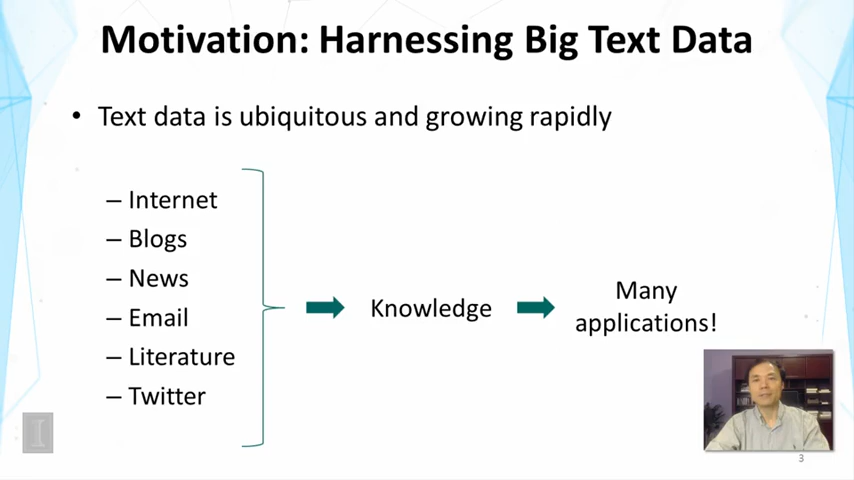 Motivation: Harnessing Big Text Data
• Text data is ubiquitous and growing rapidly
– Internet
– Blogs
– News
– Email
– Literature
– Twitter
Knowledge
Many
applications!
I
3